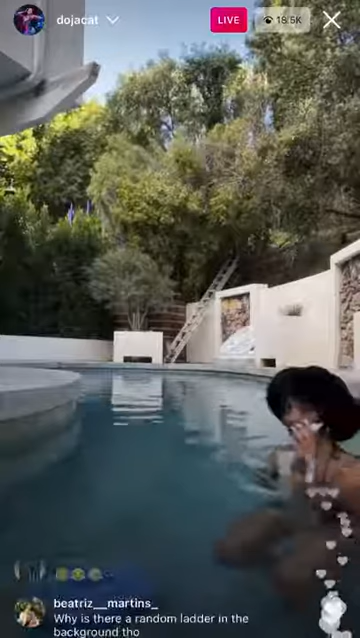 dojacat
LIVE
18.5K
beatriz__martins_
Why is there a random ladder in the
background tho